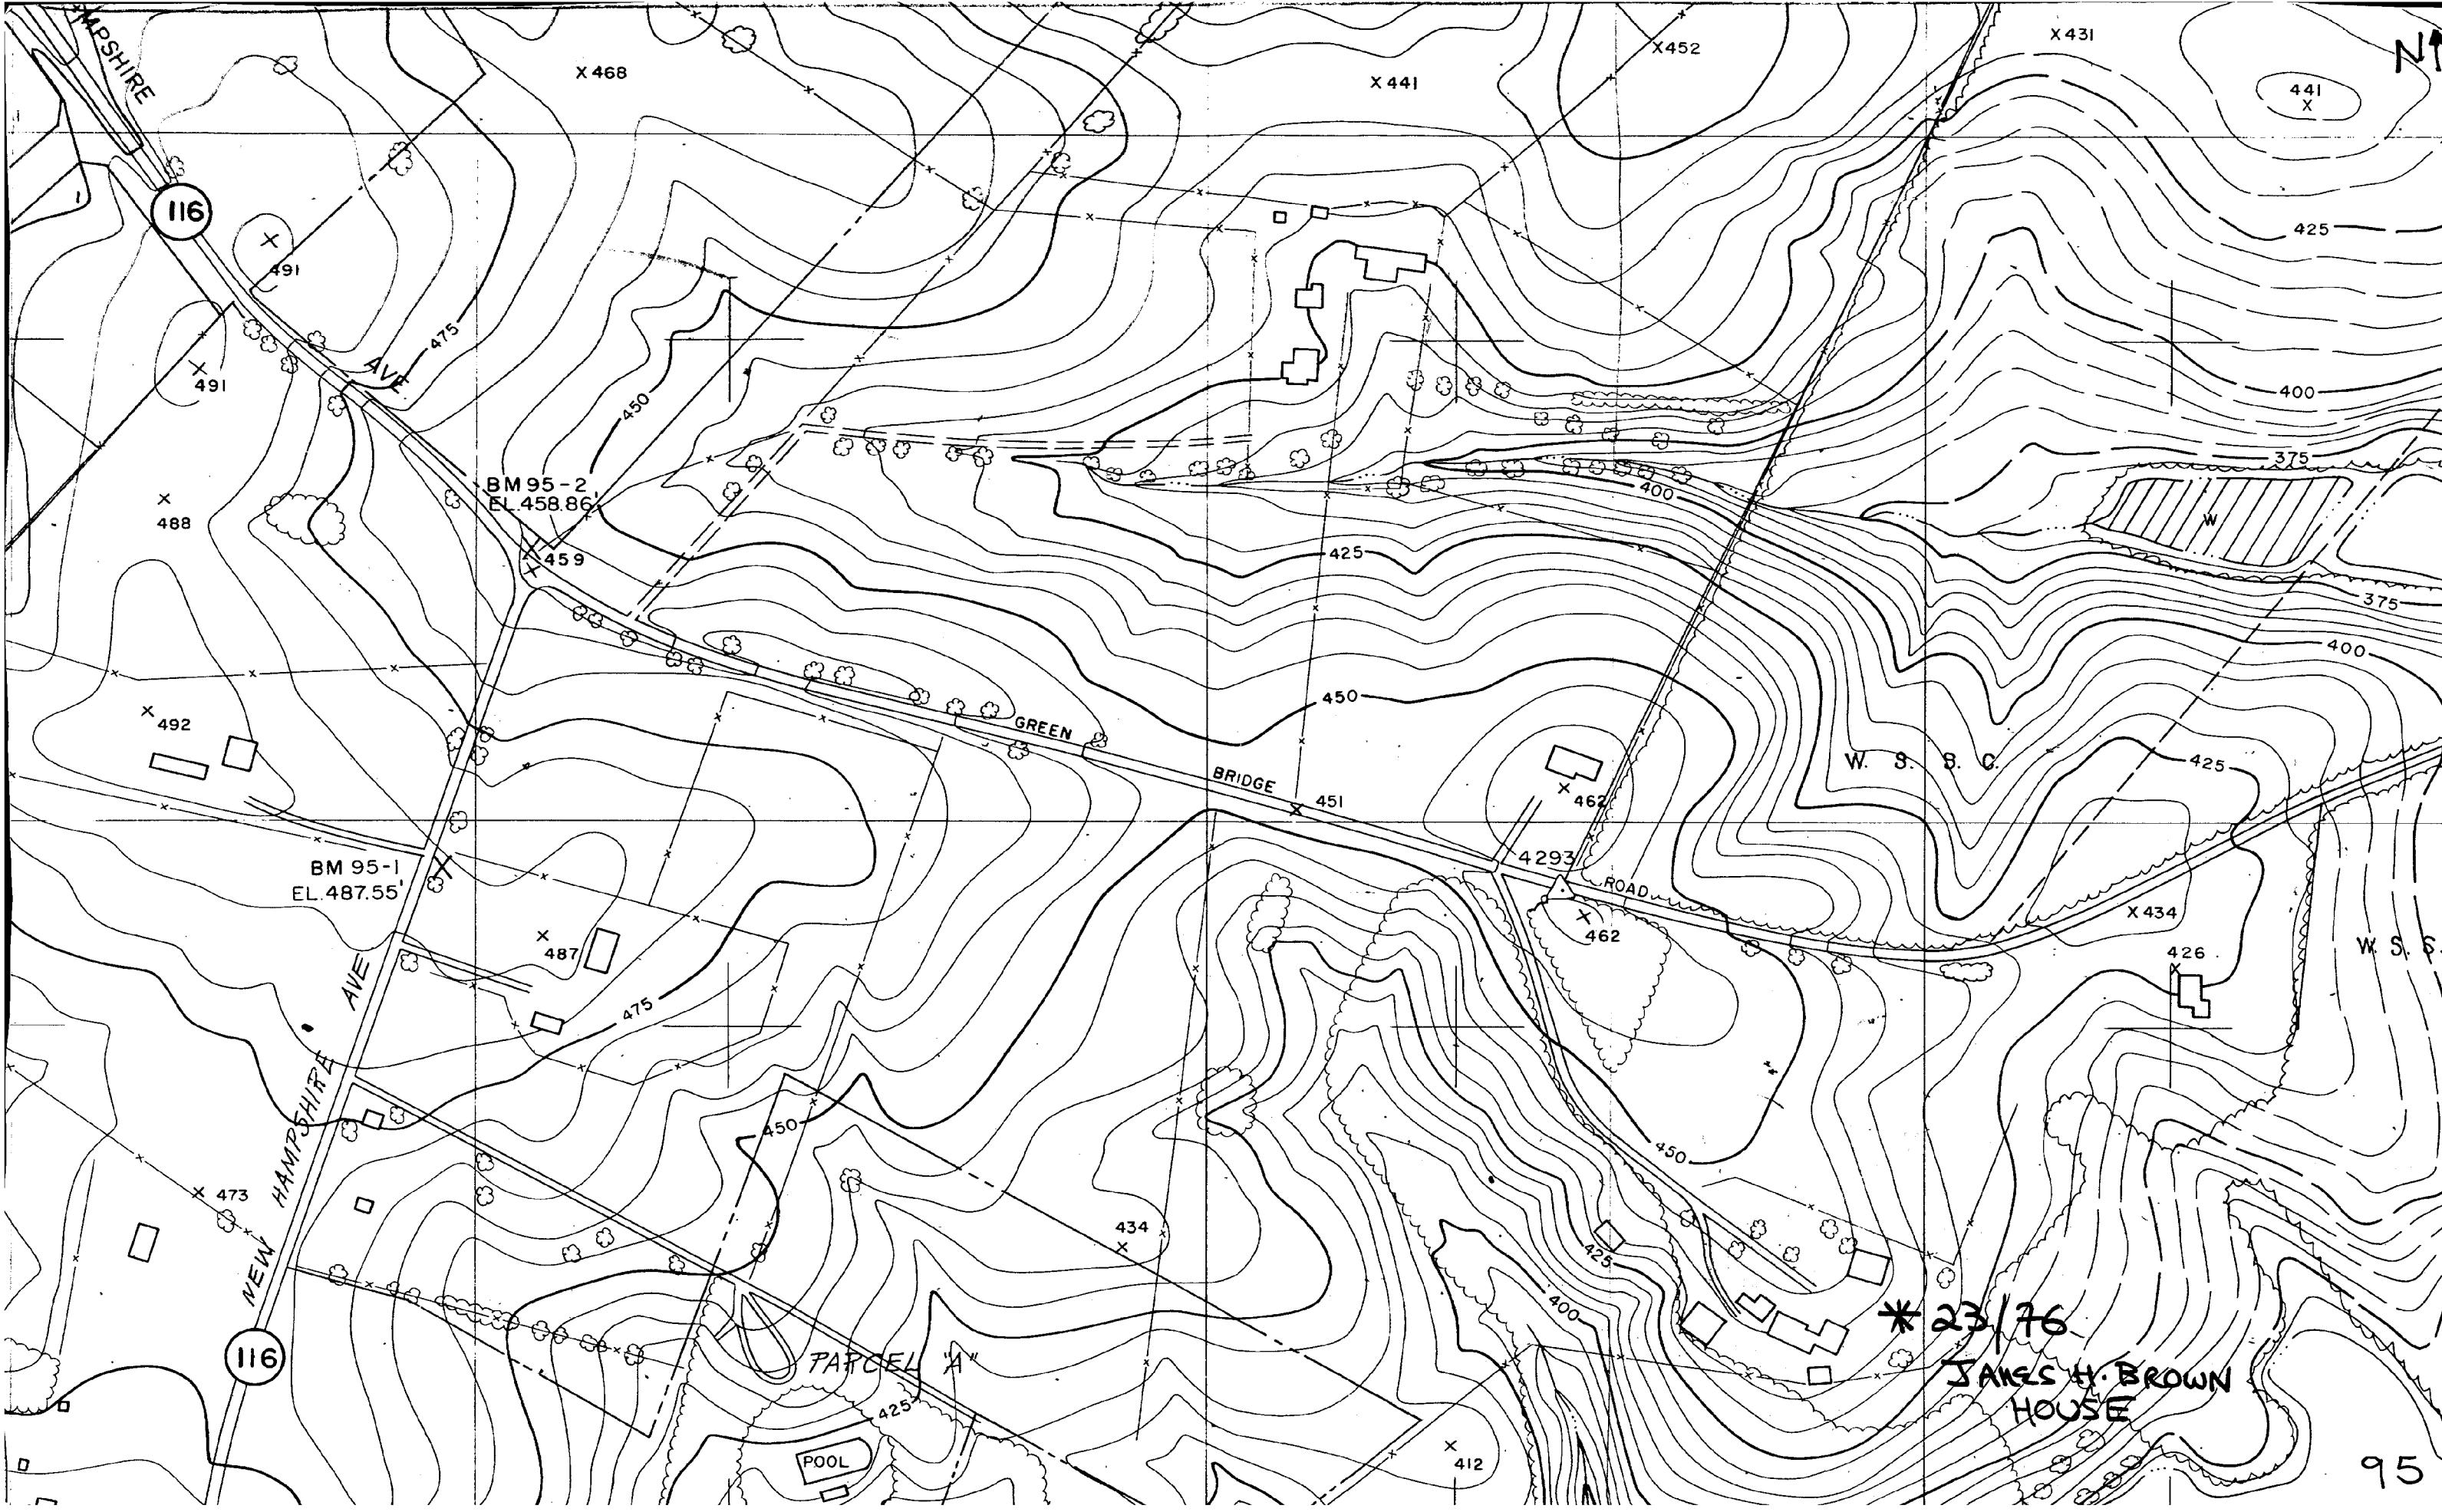 MPSHIRE
116
AVE.
X 468
X 441
X 452
X 431
N
441
X
491
491
475
425
400
450
BM 95-2
EL. 458.86'
459
488
400
375
W
425
375
400
492
GREEN
450
BRIDGE
451
462
W. S. S. C.
425
BM 95-1
EL. 487.55'
4293
ROAD
462
X 434
426
W. S. S.
487
475
NEW HAMPSHIRE AVE
450
450
473
434
425
400
* 23/76
JAMES H. BROWN
HOUSE
116
PARCEL "A"
425
POOL
412
95